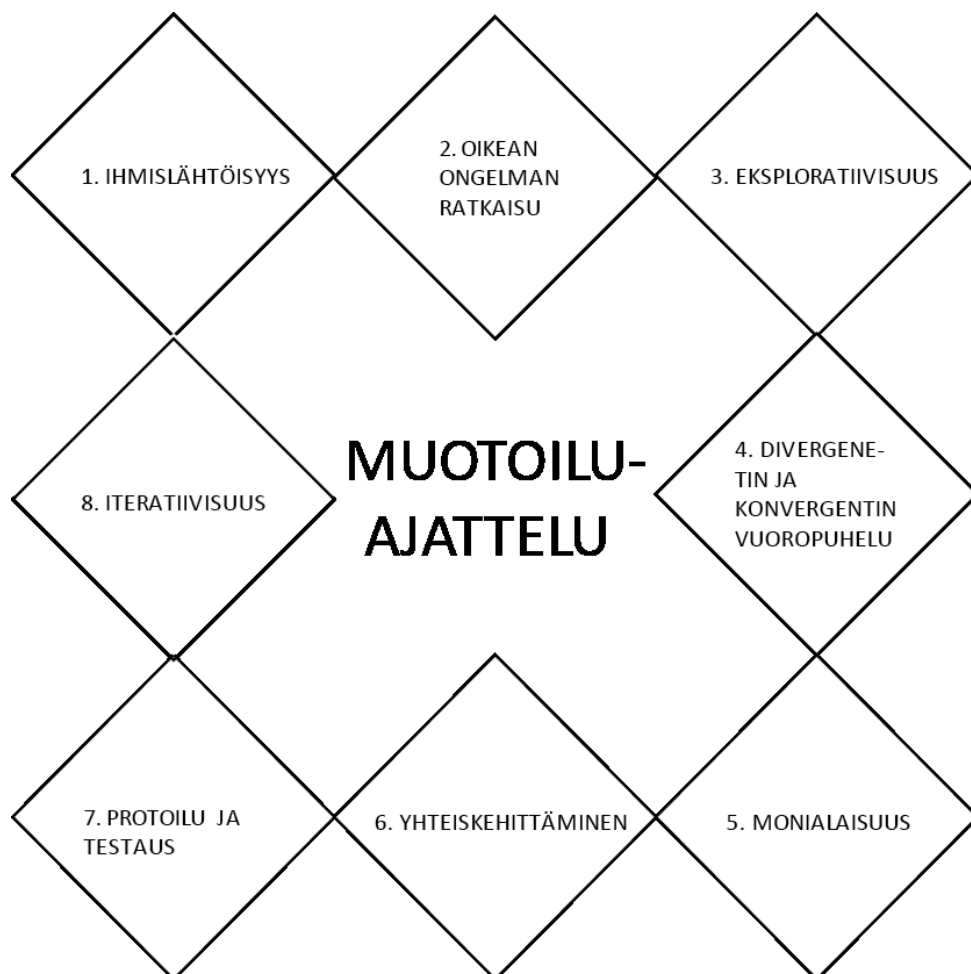 1. IHMISLÄHTÖISYYS
2. OIKEAN
ONGELMAN
RATKAISU
3. EKSPLORATIIVISUUS
4. DIVERGENE-
TIN JA
KONVERGENTIN
VUOROPUHELU
5. MONIALAISUUS
6. YHTEISKEHITTÄMINEN
7. PROTOILU JA
TESTAUS
8. ITERATIIVISUUS
MUOTOILU-
AJATTELU